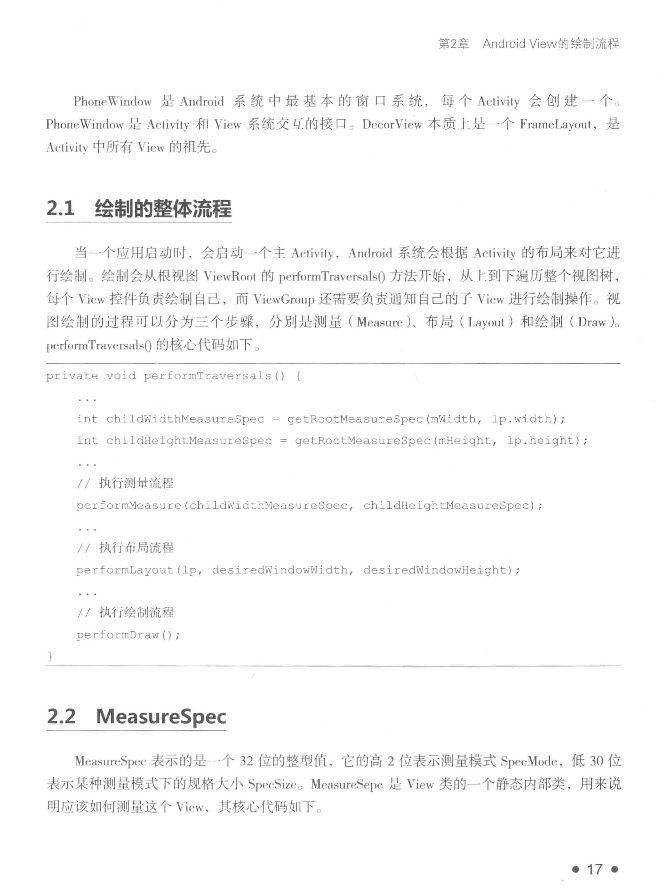 第2章 Android View的绘制流程
PhoneWindow 是 Android 系统中最基本的窗口系统，每个 Activity 会创建一个。
PhoneWindow 是 Activity 和 View 系统交互的接口。DecorView 本质上是一个 FrameLayout，是
Activity 中所有 View 的祖先。
2.1 绘制的整体流程
当一个应用启动时，会启动一个主 Activity，Android 系统会根据 Activity 的布局来对它进
行绘制。绘制会从根视图 ViewRoot 的 performTraversals() 方法开始，从上到下遍历整个视图树，
每个 View 控件负责绘制自己，而 ViewGroup 还需要负责通知自己的子 View 进行绘制操作。视
图绘制的过程可以分为三个步骤，分别是测量（Measure）、布局（Layout）和绘制（Draw）。
performTraversals() 的核心代码如下。
private void performTraversals() {
...
int childWidthMeasureSpec = getRootMeasureSpec(mWidth, lp.width);
int childHeightMeasureSpec = getRootMeasureSpec(mHeight, lp.height);
...
// 执行测量流程
performMeasure(childWidthMeasureSpec, childHeightMeasureSpec);
...
// 执行布局流程
performLayout(lp, desiredWindowWidth, desiredWindowHeight);
...
// 执行绘制流程
performDraw();
}
2.2 MeasureSpec
MeasureSpec 表示的是一个 32 位的整型值，它的高 2 位表示测量模式 SpecMode，低 30 位
表示某种测量模式下的规格大小 SpecSize。MeasureSepc 是 View 类的一个静态内部类，用来说
明应该如何测量这个 View，其核心代码如下。
• 17 •